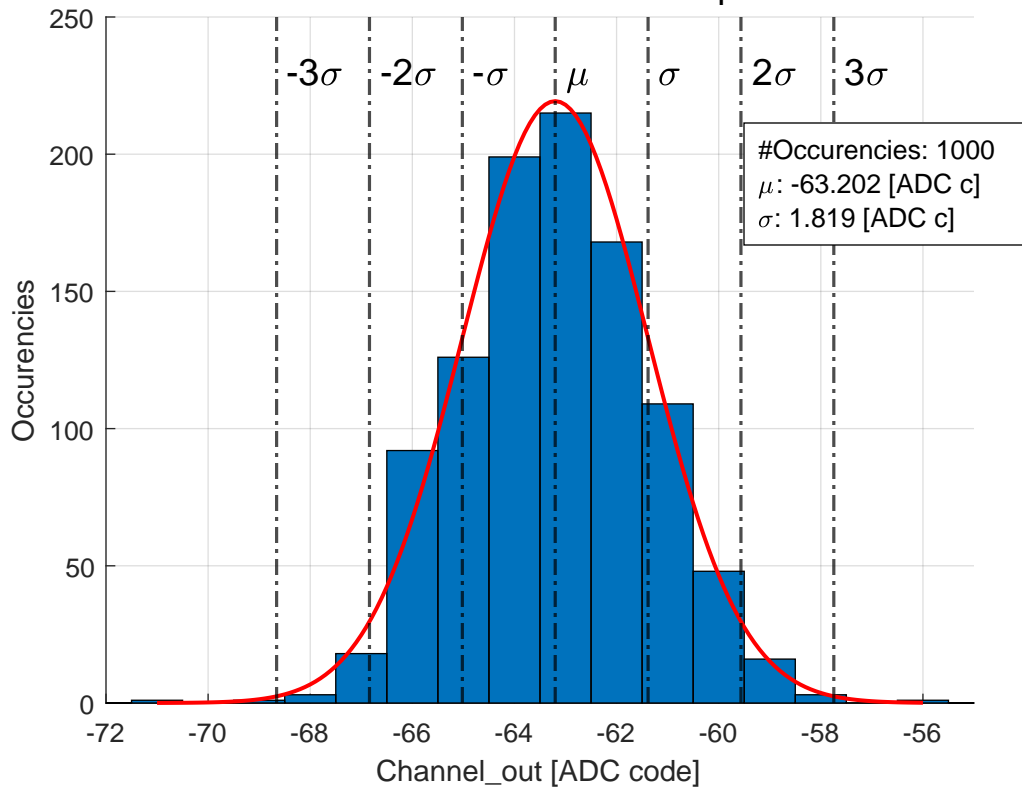 250
200
150
100
50
0
-3σ
-2σ
-σ
μ
σ
2σ
3σ
#Occurencies: 1000
μ: -63.202 [ADC c]
σ: 1.819 [ADC c]
Occurencies
-72
-70
-68
-66
-64
-62
-60
-58
-56
Channel_out [ADC code]